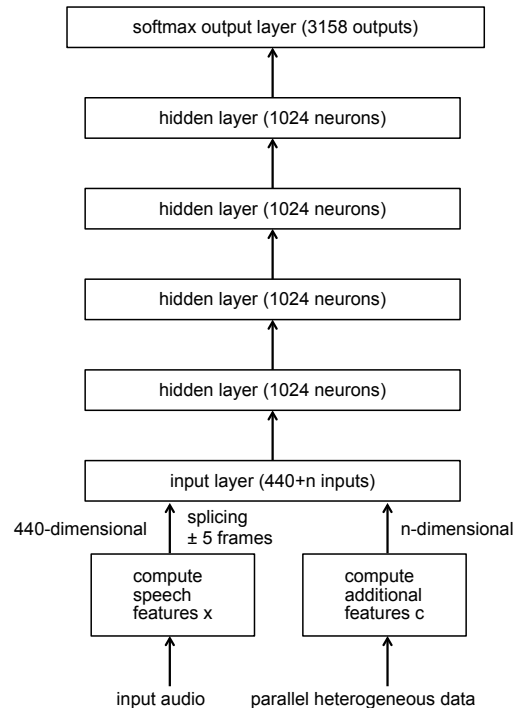 softmax output layer (3158 outputs)
hidden layer (1024 neurons)
hidden layer (1024 neurons)
hidden layer (1024 neurons)
hidden layer (1024 neurons)
input layer (440+n inputs)
440-dimensional
splicing
± 5 frames
n-dimensional
compute
speech
features x
compute
additional
features c
input audio
parallel heterogeneous data